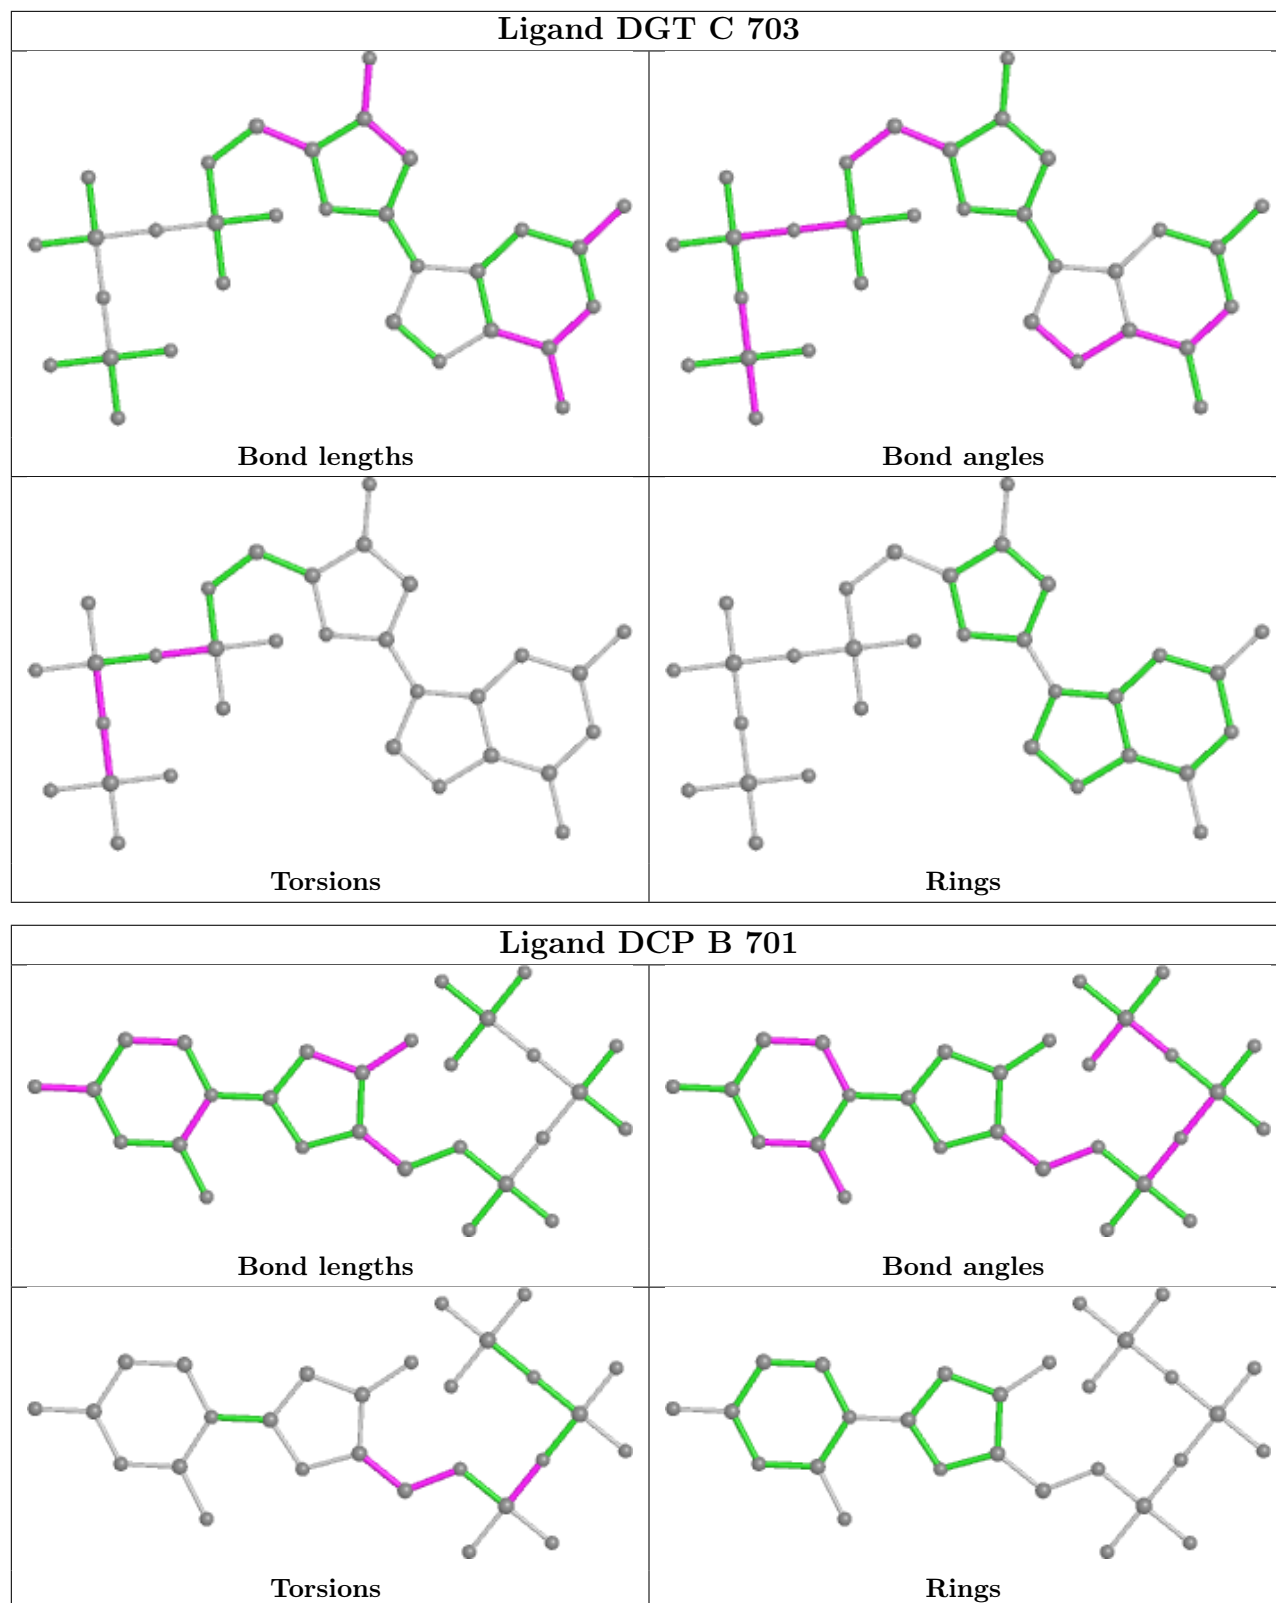 Ligand DGT C 703
Bond lengths
Bond angles
Torsions
Rings
Ligand DCP B 701
Bond lengths
Bond angles
Torsions
Rings